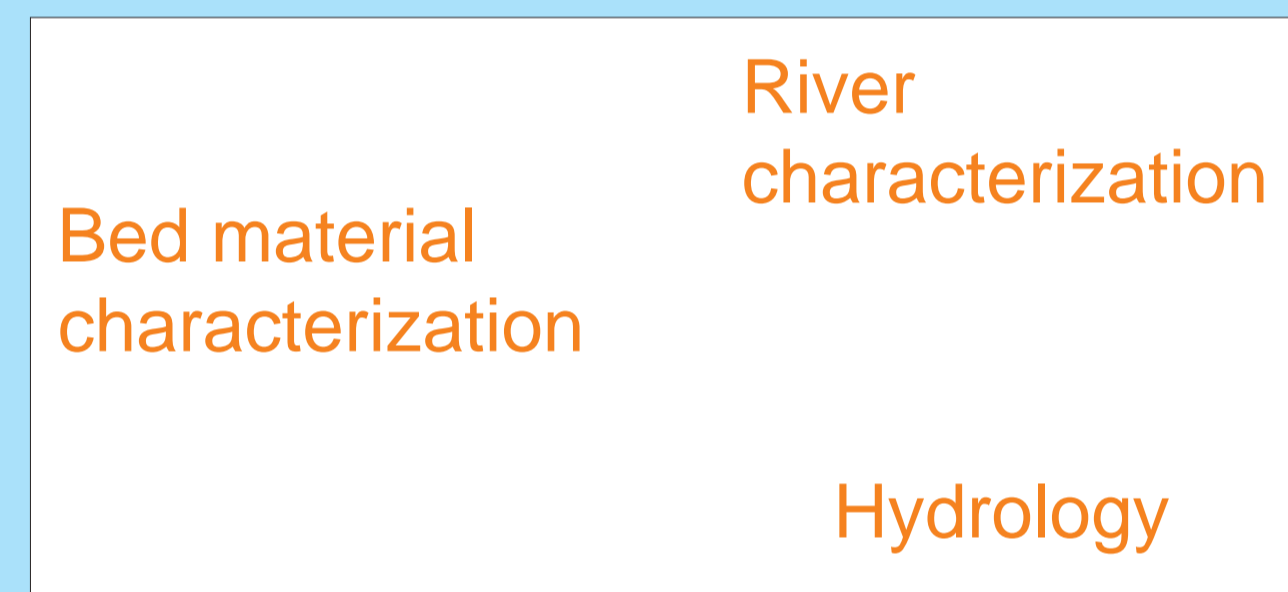 River
characterization
Bed material
characterization
Hydrology